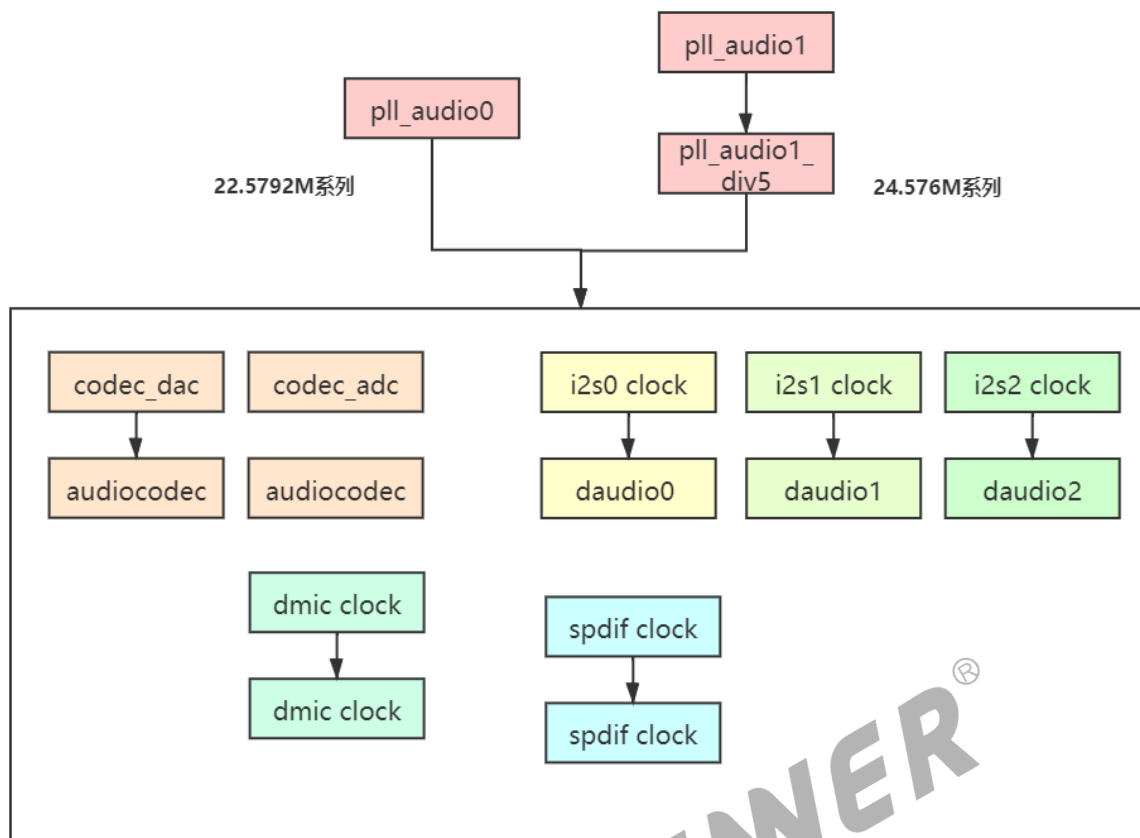 pll_audio1
pll_audio0
pll_audio1_
div5
22.5792M系列
24.576M系列
codec_dac
codec_adc
i2s0 clock
i2s1 clock
i2s2 clock
audiocodec
audiocodec
daudio0
daudio1
daudio2
dmic clock
spdif clock
dmic clock
spdif clock